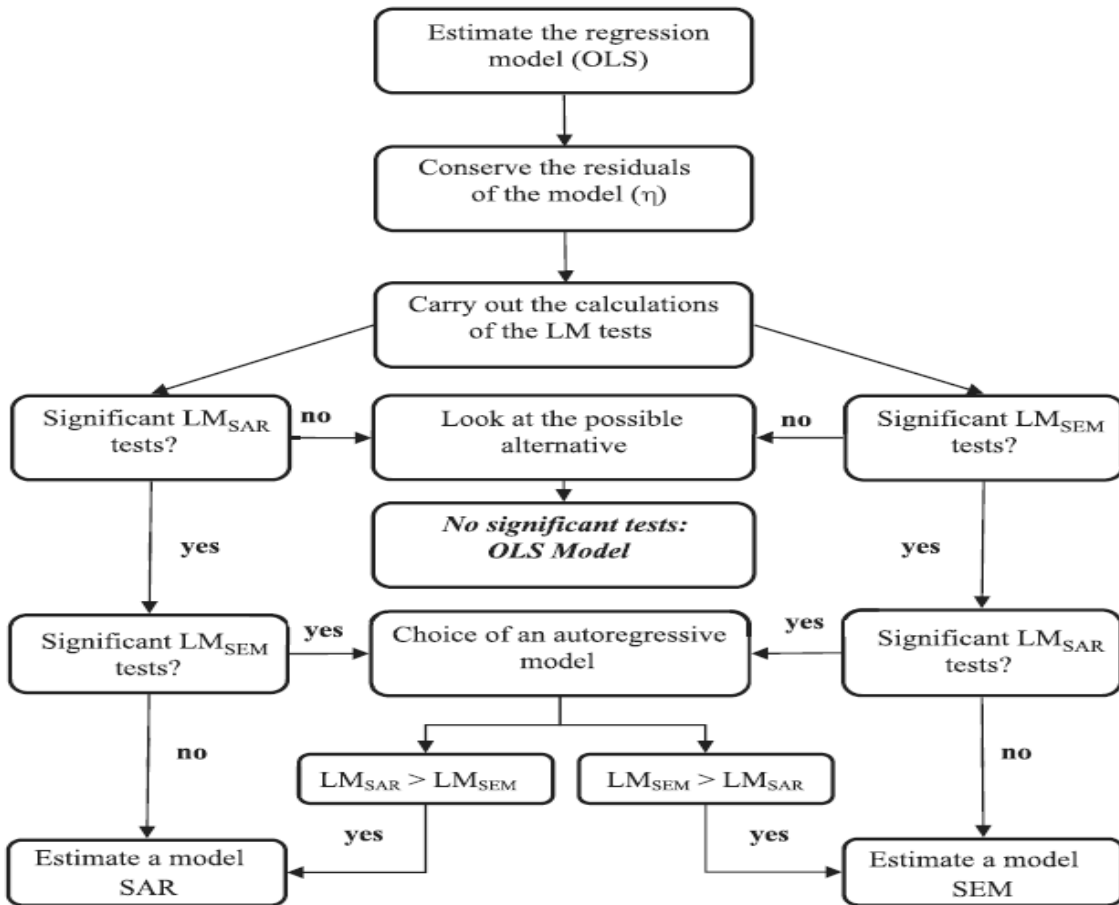 Estimate the regression
model (OLS)
Conserve the residuals
of the model (η)
Carry out the calculations
of the LM tests
Significant LM_SAR
tests?
no
Look at the possible
alternative
no
Significant LM_SEM
tests?
No significant tests:
OLS Model
yes
yes
Significant LM_SEM
tests?
yes
Choice of an autoregressive
model
yes
Significant LM_SAR
tests?
no
no
LM_SAR > LM_SEM
LM_SEM > LM_SAR
yes
yes
Estimate a model
SAR
Estimate a model
SEM